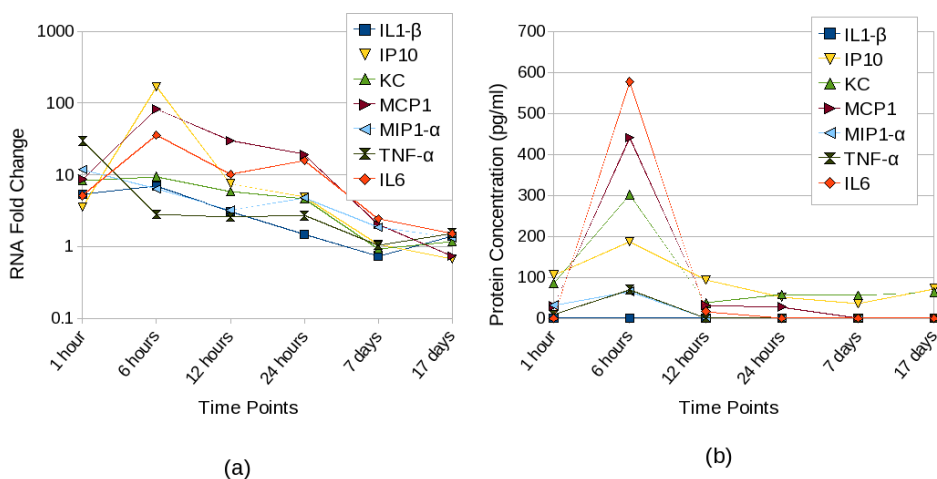 1000
100
10
1
0.1
RNA Fold Change
IL1-β
IP10
KC
MCP1
MIP1-α
TNF-α
IL6
1 hour
6 hours
12 hours
24 hours
7 days
17 days
Time Points
(a)
700
600
500
400
300
200
100
0
Protein Concentration (pg/ml)
IL1-β
IP10
KC
MCP1
MIP1-α
TNF-α
IL6
1 hour
6 hours
12 hours
24 hours
7 days
17 days
Time Points
(b)